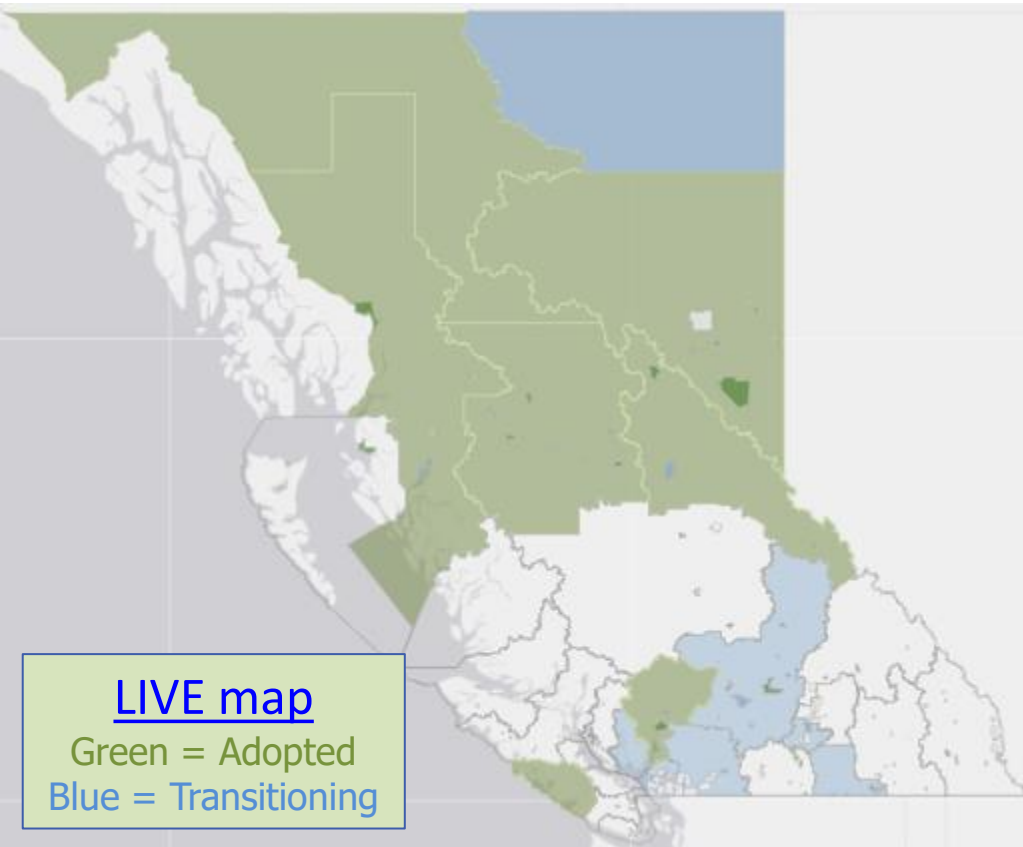 LIVE map
Green = Adopted
Blue = Transitioning